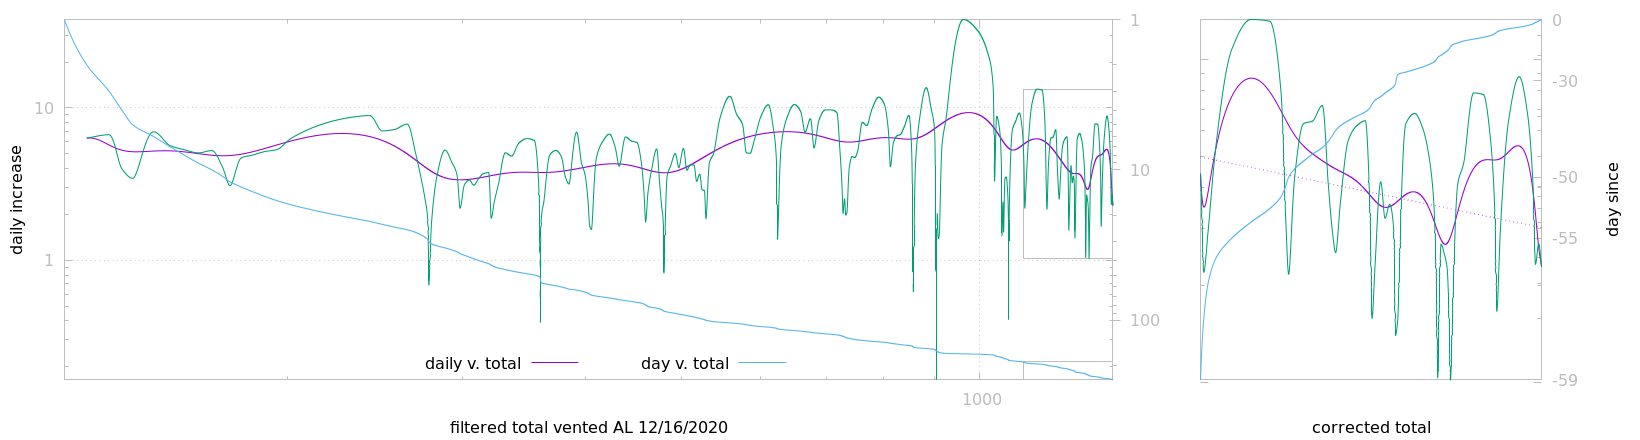 daily increase
10
1
daily v. total
day v. total
1
10
100
1000
filtered total vented AL 12/16/2020
0
-30
-50
-55
-59
day since
corrected total